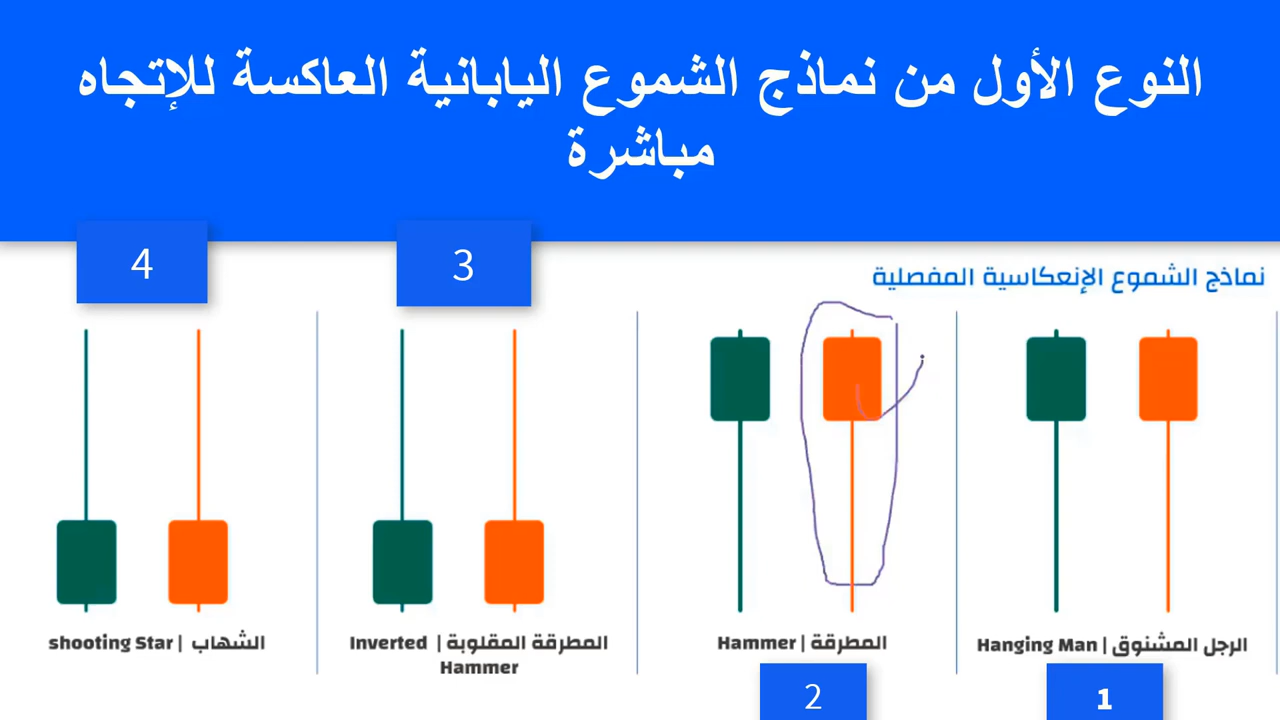 النوع الأول من نماذج الشموع اليابانية العاكسة للإتجاه
مباشرة
4
3
نماذج الشموع الإنعكاسية المفصلية
الرجل المشنوق | Hanging Man
المطرقة | Hammer
المطرقة المقلوبة | Inverted
Hammer
الشهاب | shooting Star
1
2